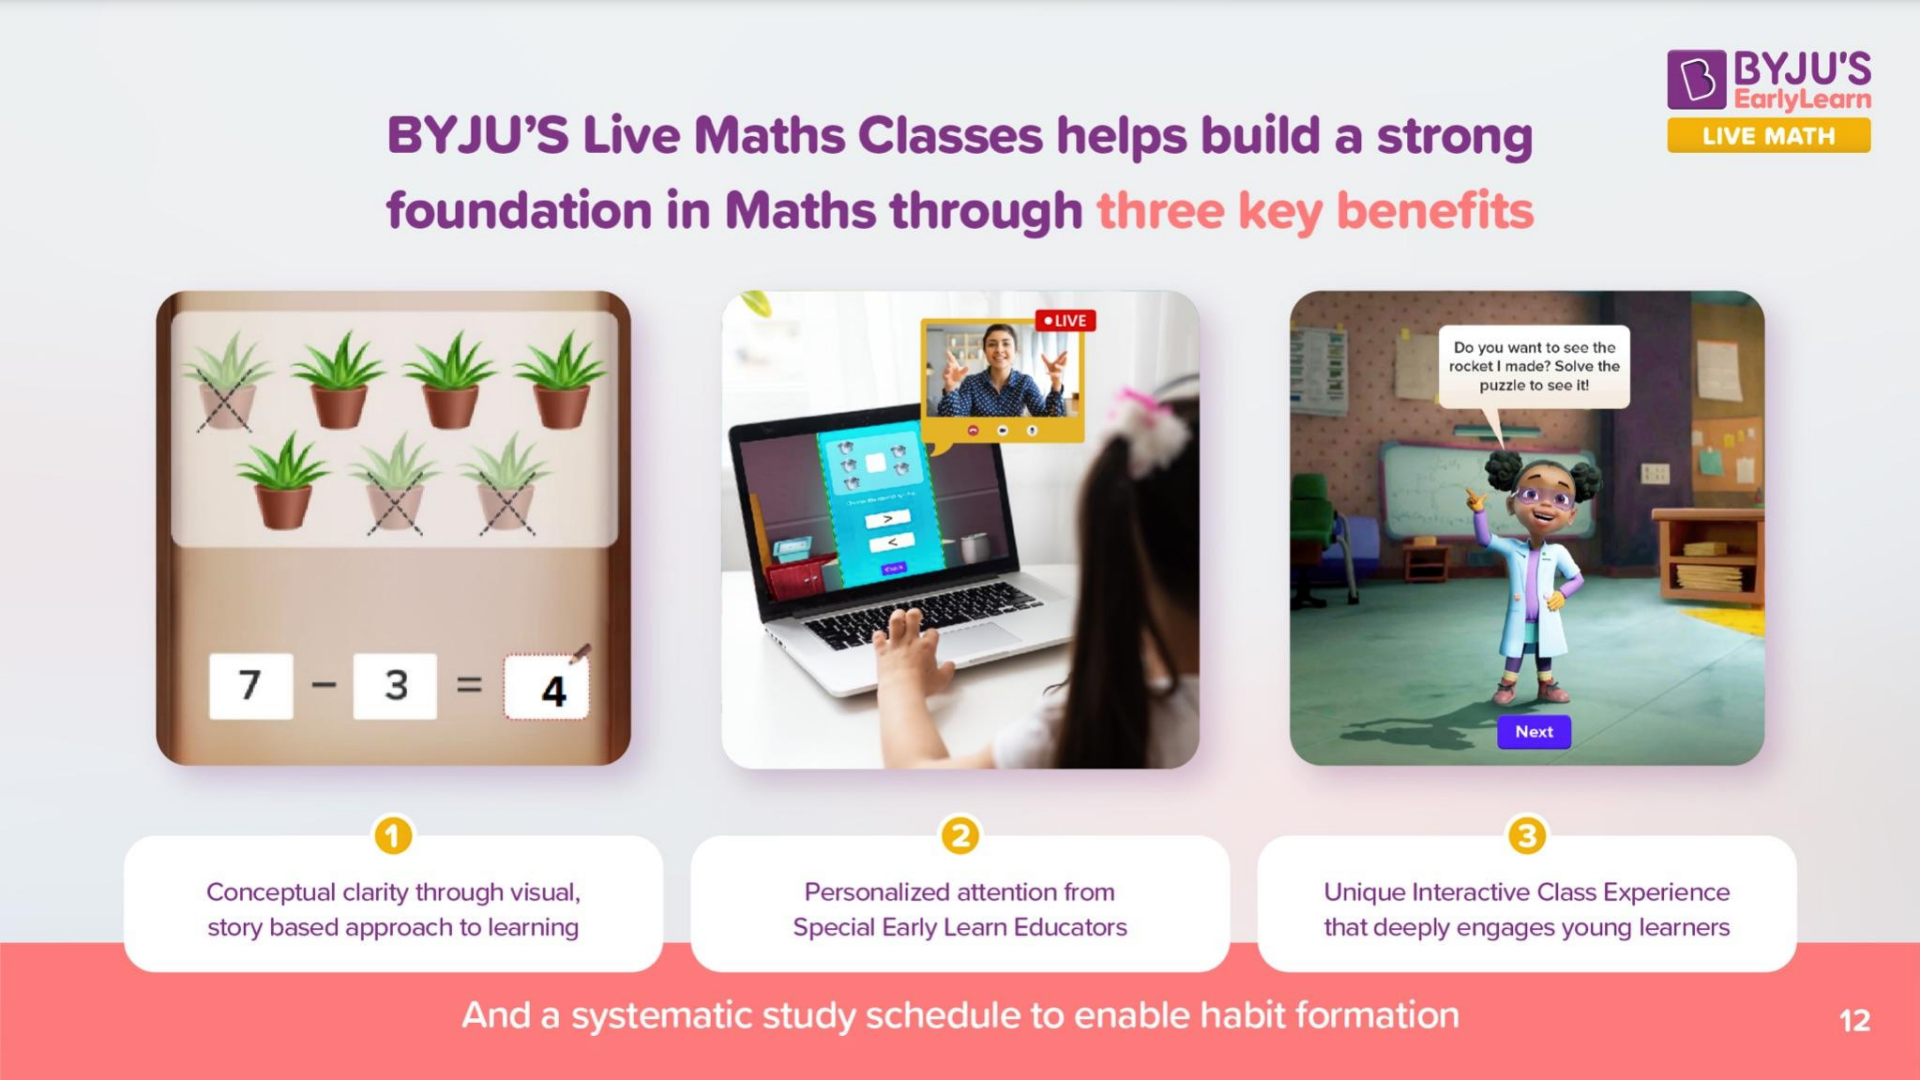 BYJU'S
EarlyLearn
LIVE MATH
BYJU'S Live Maths Classes helps build a strong
foundation in Maths through three key benefits
7 - 3 = 4
LIVE
>
<
Do you want to see the
rocket I made? Solve the
puzzle to see it!
Next
1
Conceptual clarity through visual,
story based approach to learning
2
Personalized attention from
Special Early Learn Educators
3
Unique Interactive Class Experience
that deeply engages young learners
And a systematic study schedule to enable habit formation
12